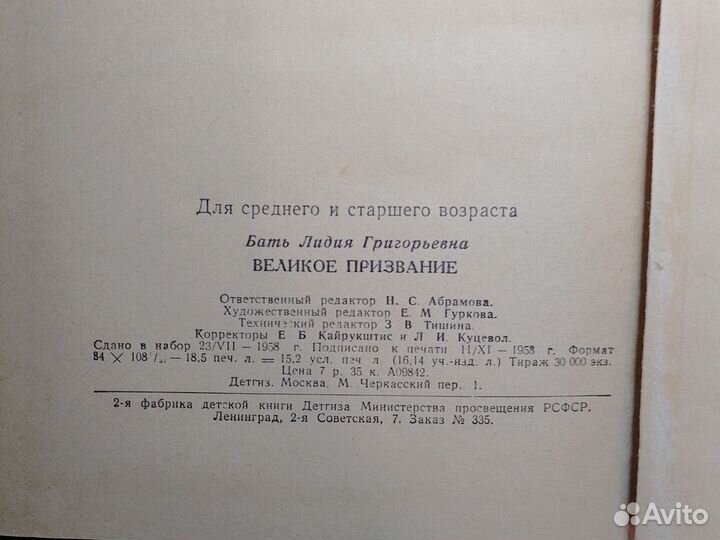 Для среднего и старшего возраста
Бать Лидия Григорьевна
ВЕЛИКОЕ ПРИЗВАНИЕ
Ответственный редактор Н. С. Абрамова.
Художественный редактор Е. М. Гуркова.
Технический редактор З В Тишина.
Корректоры Е Б Кайрукштис и Л И. Куцевол.
Сдано в набор 23/VII — 1958 г. Подписано к печати 11/XI — 1958 г. Формат
84 × 108 — 18,5 печ. л. = 15.2 усл. печ л (16,14 уч.-изд. л.) Тираж 30 000 экз.
Цена 7 р. 35 к. А09842.
Детгиз. Москва, М. Черкасский пер. 1.
2-я фабрика детской книги Детгиза Министерства просвещения РСФСР.
Ленинград, 2-я Советская, 7. Заказ № 335.
Avito